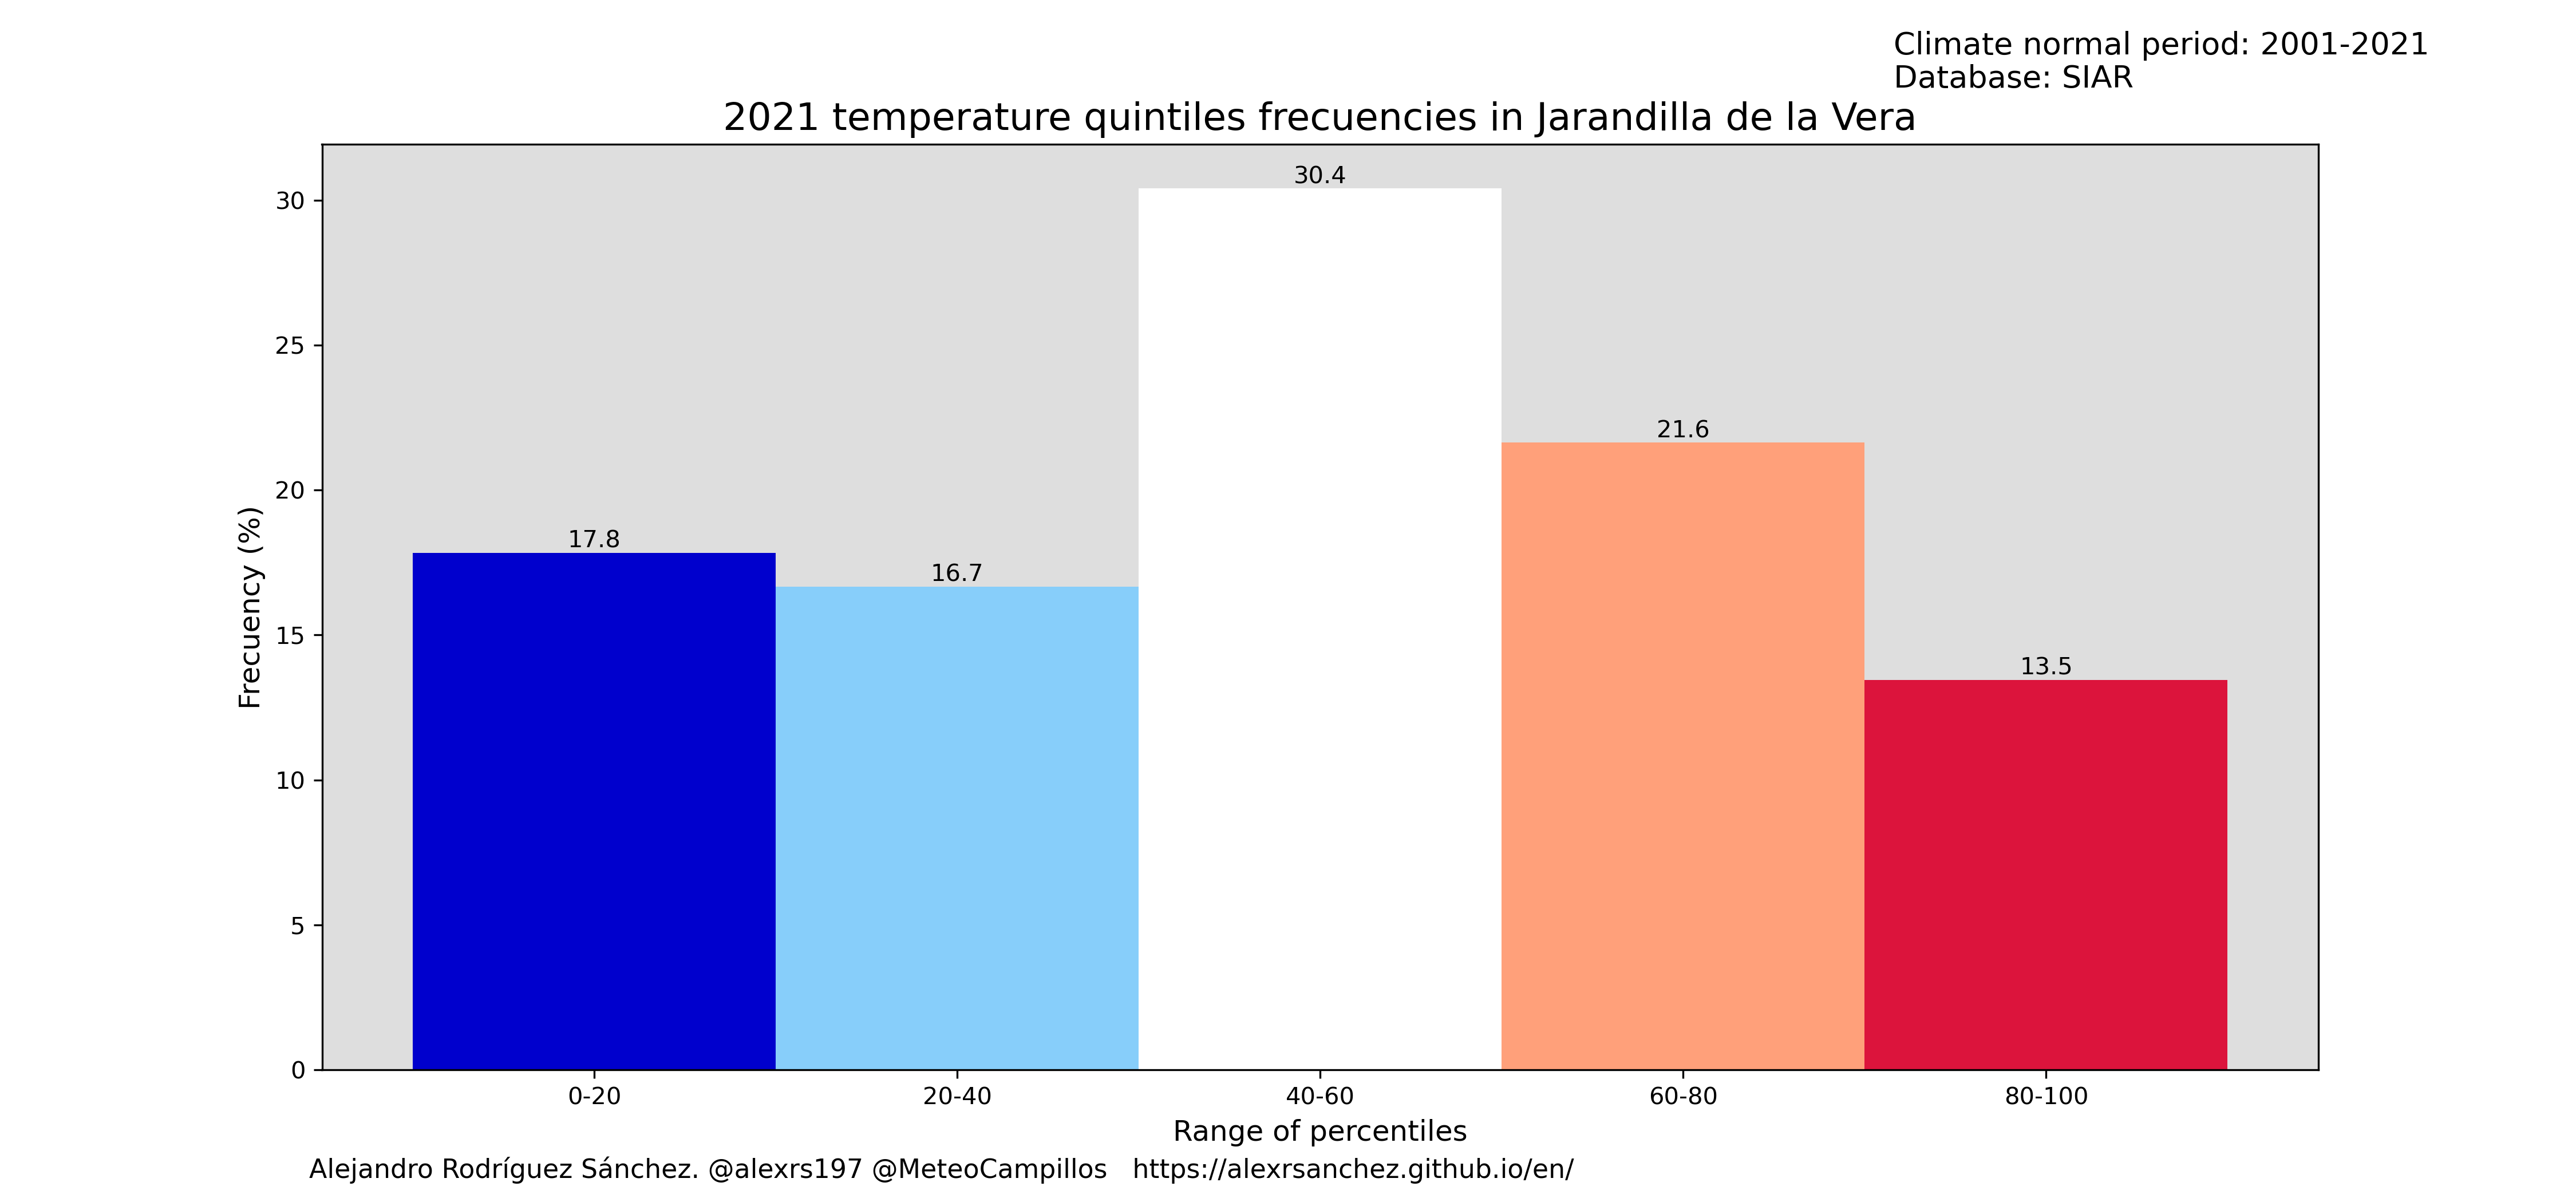 Climate normal period: 2001-2021
Database: SIAR
2021 temperature quintiles frecuencies in Jarandilla de la Vera
30.4
30
25
21.6
20
17.8
16.7
15
13.5
10
5
0
Frecuency (%)
0-20 20-40 40-60 60-80 80-100
Range of percentiles
Alejandro Rodríguez Sánchez. @alexrs197 @MeteoCampillos https://alexrsanchez.github.io/en/